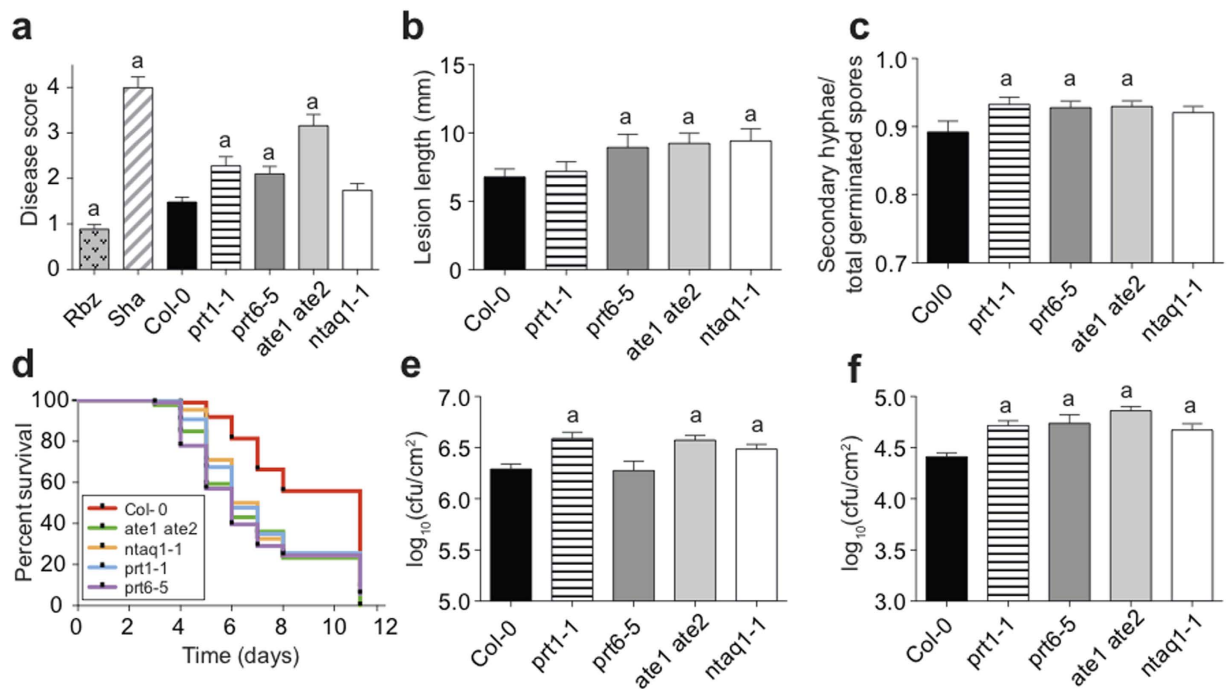 a
Disease score
4
3
2
1
0
a
a
a
a
a
Rbz
Sha
Col-0
prt1-1
prt6-5
ate1 ate2
ntaq1-1
b
Lesion length (mm)
15
10
5
0
a
a
a
Col-0
prt1-1
prt6-5
ate1 ate2
ntaq1-1
c
Secondary hyphae/
total germinated spores
1.0
0.9
0.8
0.7
a
a
a
Col0
prt1-1
prt6-5
ate1 ate2
ntaq1-1
d
Percent survival
100
80
60
40
20
0
Col- 0
ate1 ate2
ntaq1-1
prt1-1
prt6-5
0 2 4 6 8 10 12
Time (days)
e
log10(cfu/cm2)
7.0
6.5
6.0
5.5
5.0
a
a
a
Col-0
prt1-1
prt6-5
ate1 ate2
ntaq1-1
f
log10(cfu/cm2)
5.0
4.5
4.0
3.5
3.0
a
a
a
a
Col-0
prt1-1
prt6-5
ate1 ate2
ntaq1-1